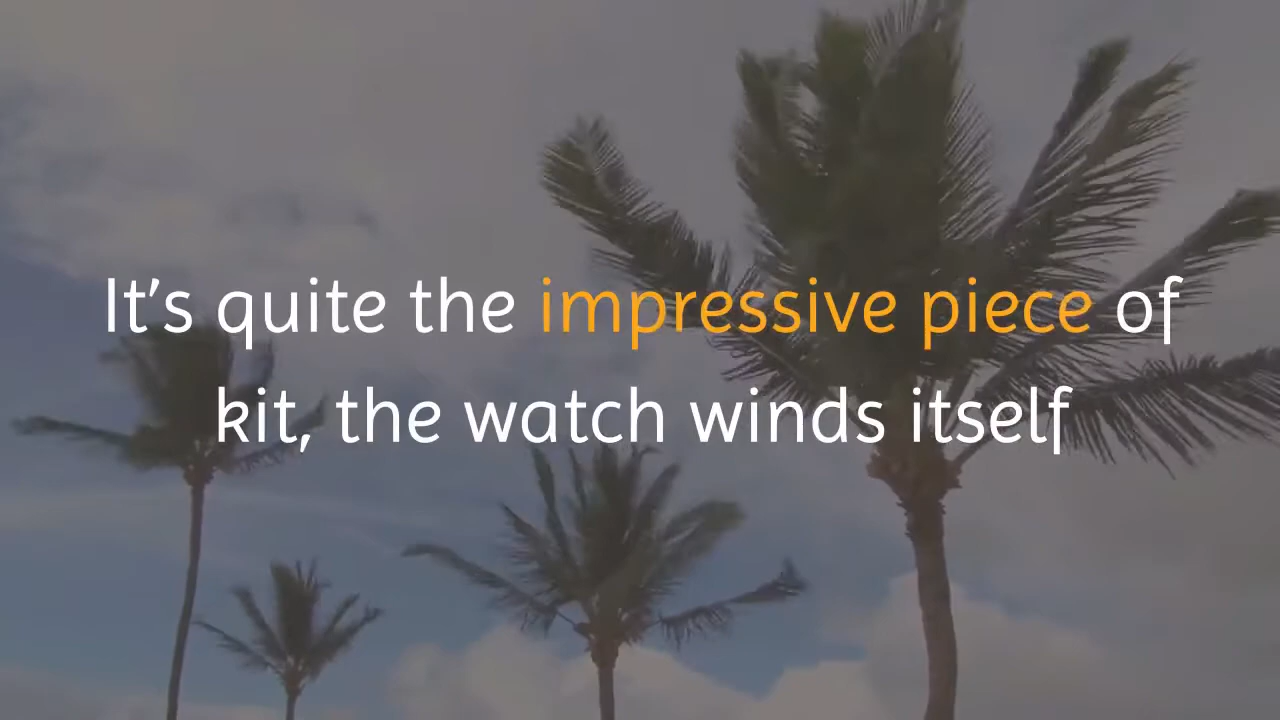 It’s quite the impressive piece of
kit, the watch winds itself